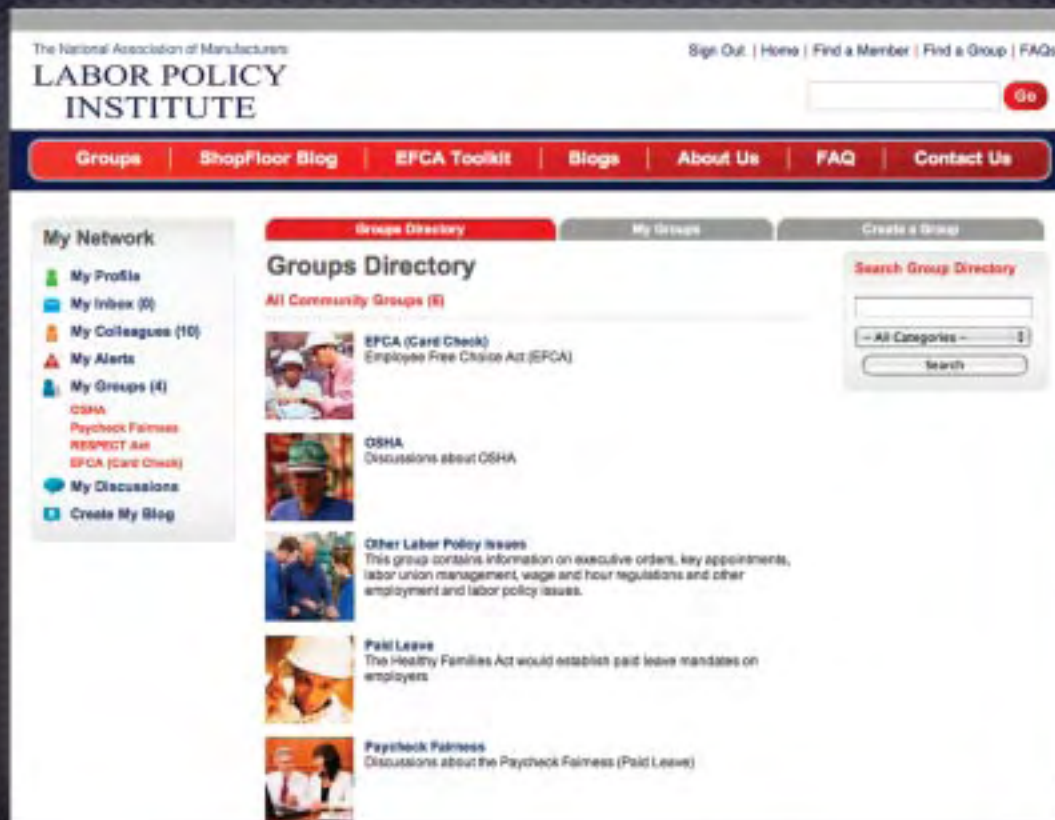 The National Association of Manufacturers
LABOR POLICY
INSTITUTE
Sign Out | Home | Find a Member | Find a Group | FAQs
Go
Groups | ShopFloor Blog | EFCA Toolkit | Blogs | About Us | FAQ | Contact Us
My Network
My Profile
My Inbox (0)
My Colleagues (10)
My Alerts
My Groups (4)
OSHA
Paycheck Fairness
RESPECT Act
EFCA (Card Check)
My Discussions
Create My Blog
Groups Directory
My Groups
Create a Group
Groups Directory
All Community Groups (6)
EFCA (Card Check)
Employee Free Choice Act (EFCA)
OSHA
Discussions about OSHA
Other Labor Policy Issues
This group contains information on executive orders, key appointments,
labor union management, wage and hour regulations and other
employment and labor policy issues.
Paid Leave
The Healthy Families Act would establish paid leave mandates on
employers
Paycheck Fairness
Discussions about the Paycheck Fairness (Paid Leave)
Search Group Directory
-- All Categories --
Search